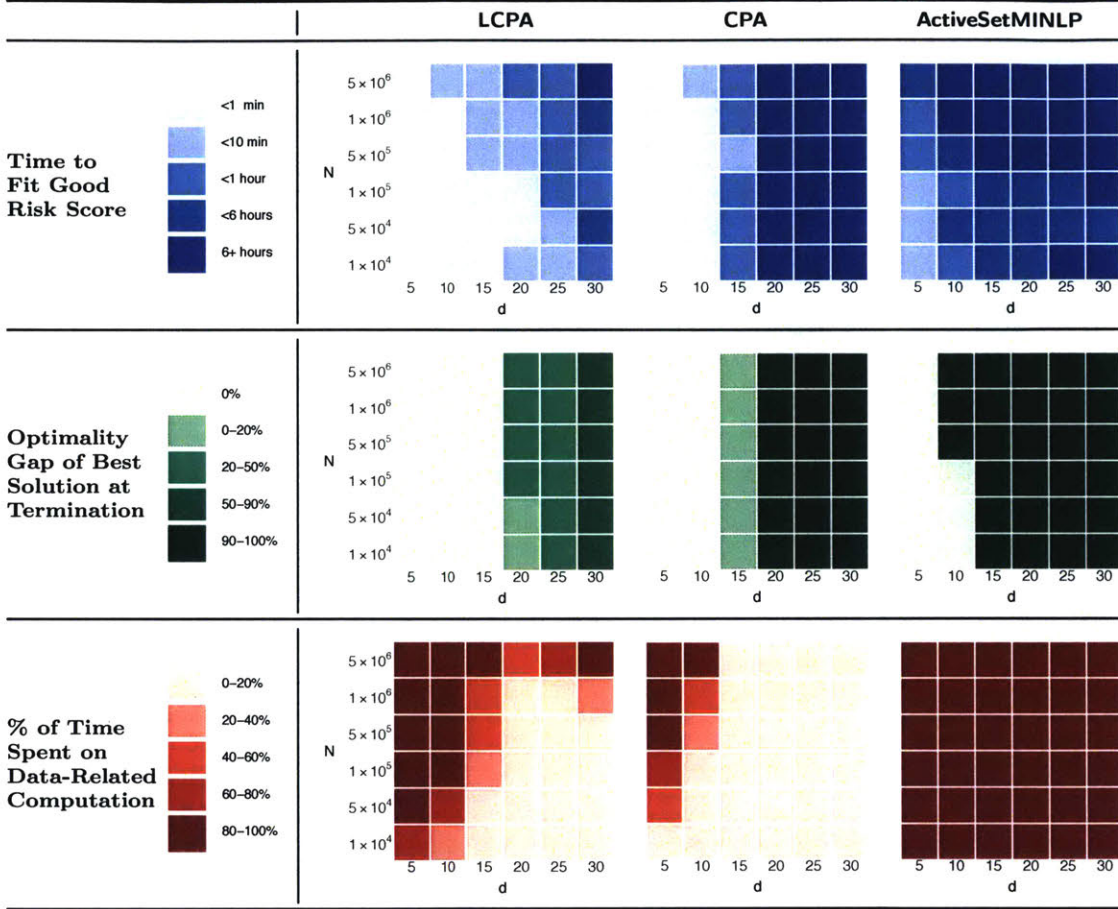 LCPA CPA ActiveSetMINLP
Time to
Fit Good
Risk Score
<1 min
<10 min
<1 hour
<6 hours
6+ hours
N
5 × 10⁶
1 × 10⁶
5 × 10⁵
1 × 10⁵
5 × 10⁴
1 × 10⁴
5 10 15 20 25 30 5 10 15 20 25 30 5 10 15 20 25 30
d d d
Optimality
Gap of Best
Solution at
Termination
0%
0–20%
20–50%
50–90%
90–100%
N
5 × 10⁶
1 × 10⁶
5 × 10⁵
1 × 10⁵
5 × 10⁴
1 × 10⁴
5 10 15 20 25 30 5 10 15 20 25 30 5 10 15 20 25 30
d d d
% of Time
Spent on
Data-Related
Computation
0–20%
20–40%
40–60%
60–80%
80–100%
N
5 × 10⁶
1 × 10⁶
5 × 10⁵
1 × 10⁵
5 × 10⁴
1 × 10⁴
5 10 15 20 25 30 5 10 15 20 25 30 5 10 15 20 25 30
d d d